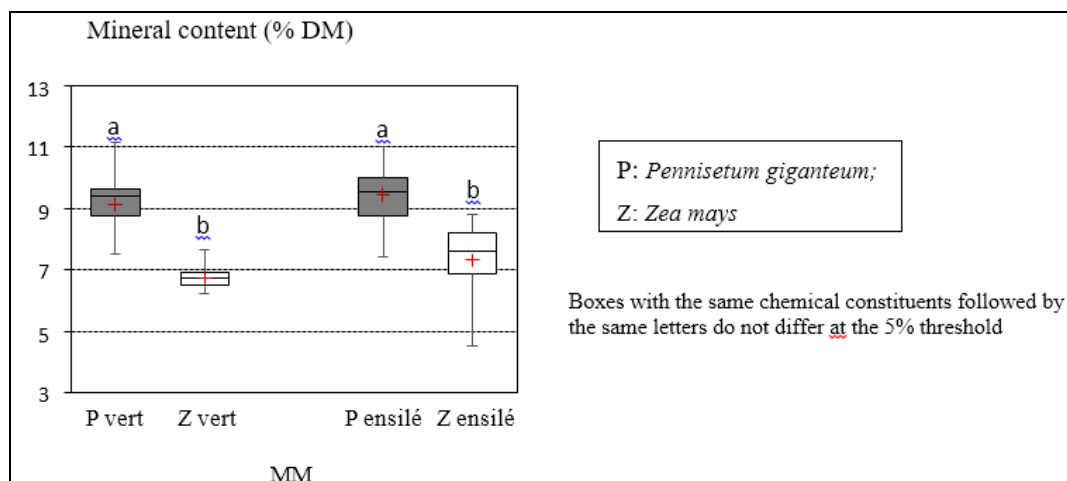 Mineral content (% DM)
13
11
9
7
5
3
a
b
a
b
P vert
Z vert
P ensilé
Z ensilé
MM
P: Pennisetum giganteum;
Z: Zea mays
Boxes with the same chemical constituents followed by
the same letters do not differ at the 5% threshold